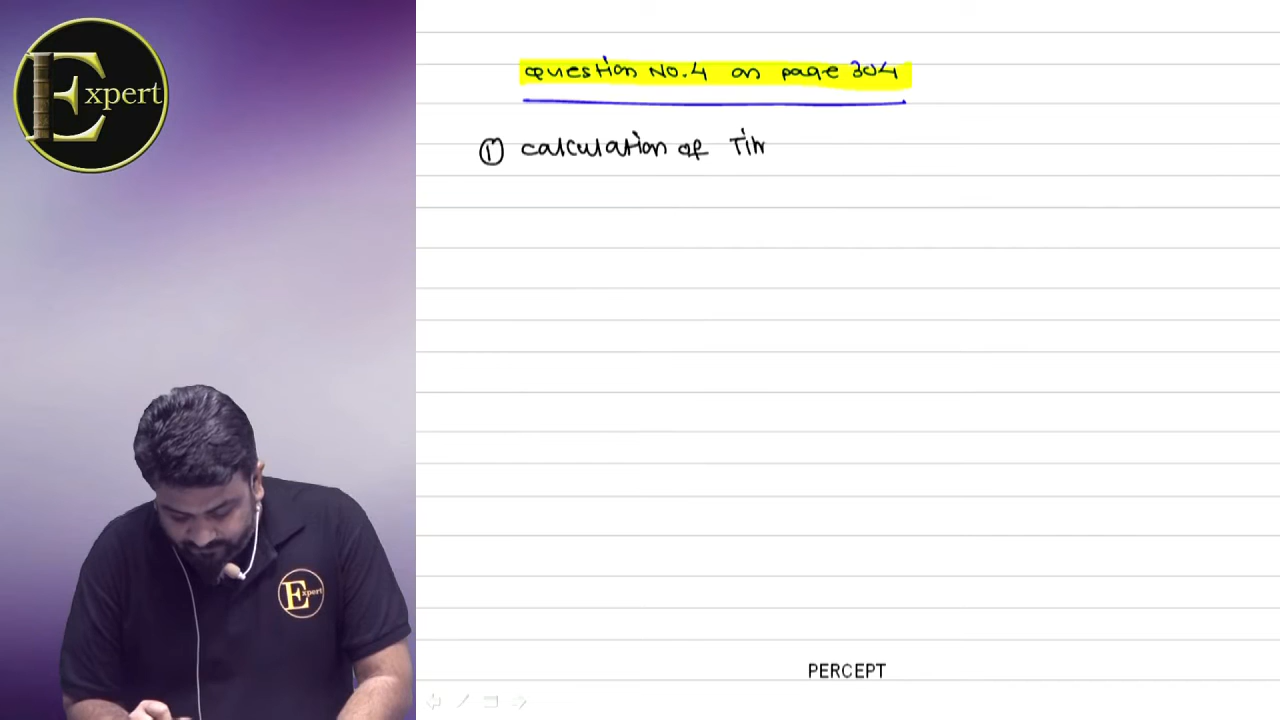 Expert
question No.4 on page 304
① calculation of Tim
Expert
PERCEPT